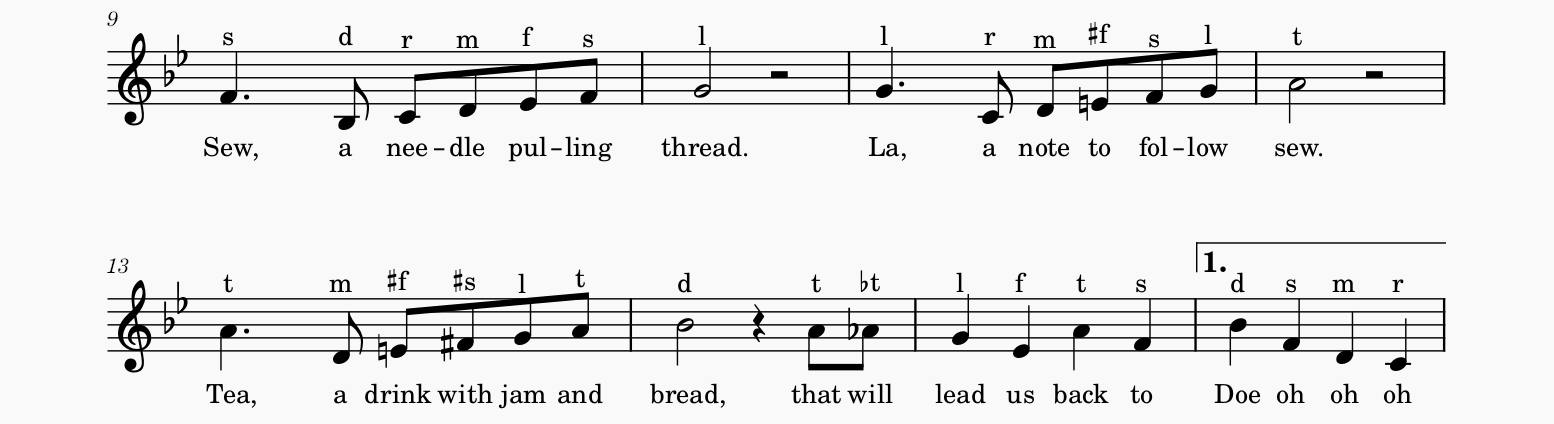 9
s d r m f s l l r m ♯f s l t
Sew, a nee – dle pul – ling thread. La, a note to fol – low sew.
1.
13
t m ♯f ♯s l t d t ♭t l f t s d s m r
Tea, a drink with jam and bread, that will lead us back to Doe oh oh oh